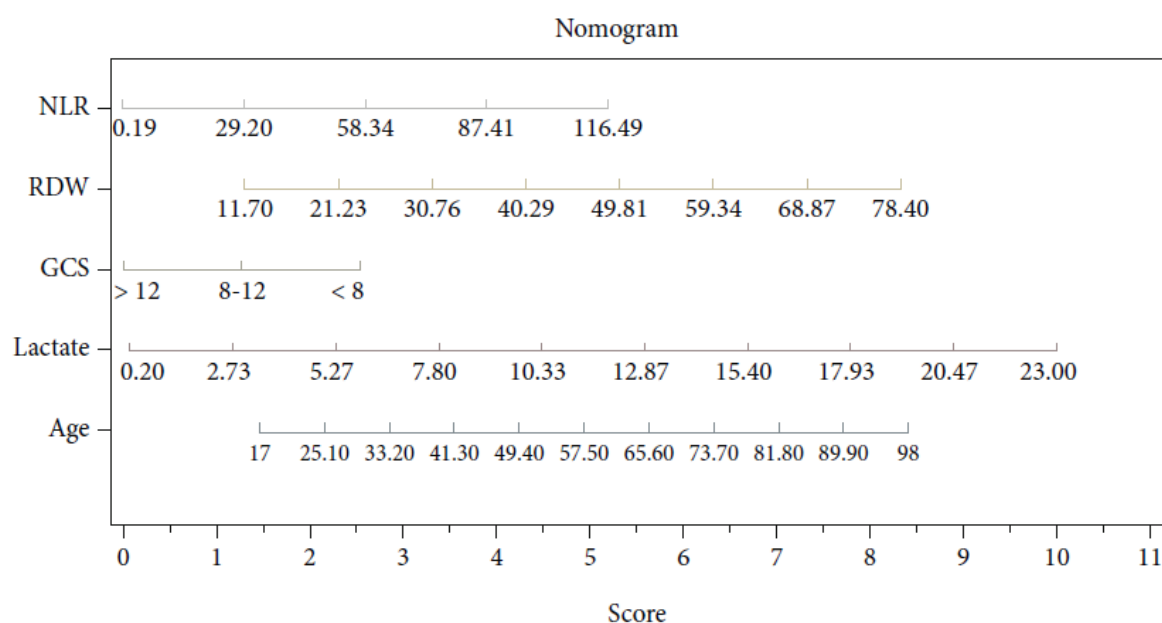 Nomogram
NLR
0.19 29.20 58.34 87.41 116.49
RDW
11.70 21.23 30.76 40.29 49.81 59.34 68.87 78.40
GCS
> 12 8-12 < 8
Lactate
0.20 2.73 5.27 7.80 10.33 12.87 15.40 17.93 20.47 23.00
Age
17 25.10 33.20 41.30 49.40 57.50 65.60 73.70 81.80 89.90 98
0 1 2 3 4 5 6 7 8 9 10 11
Score